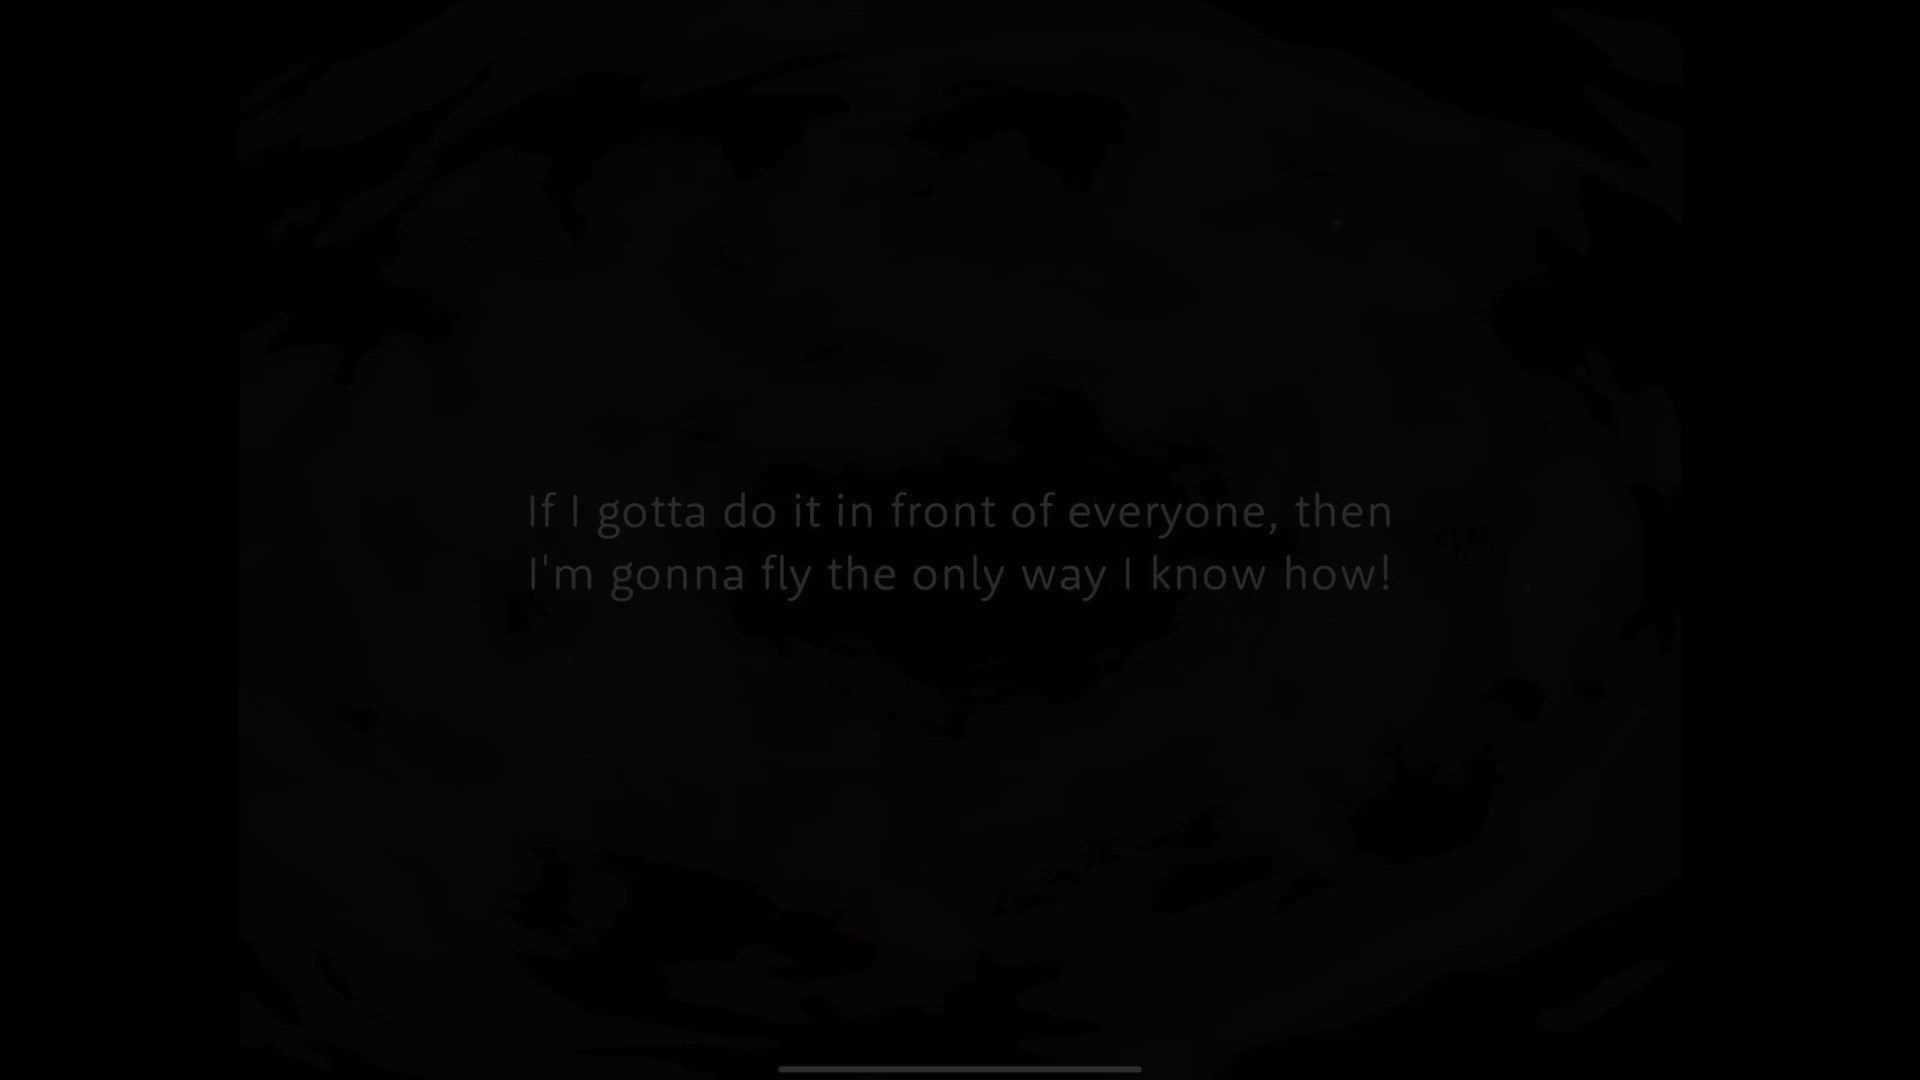 If I gotta do it in front of everyone, then
I'm gonna fly the only way I know how!